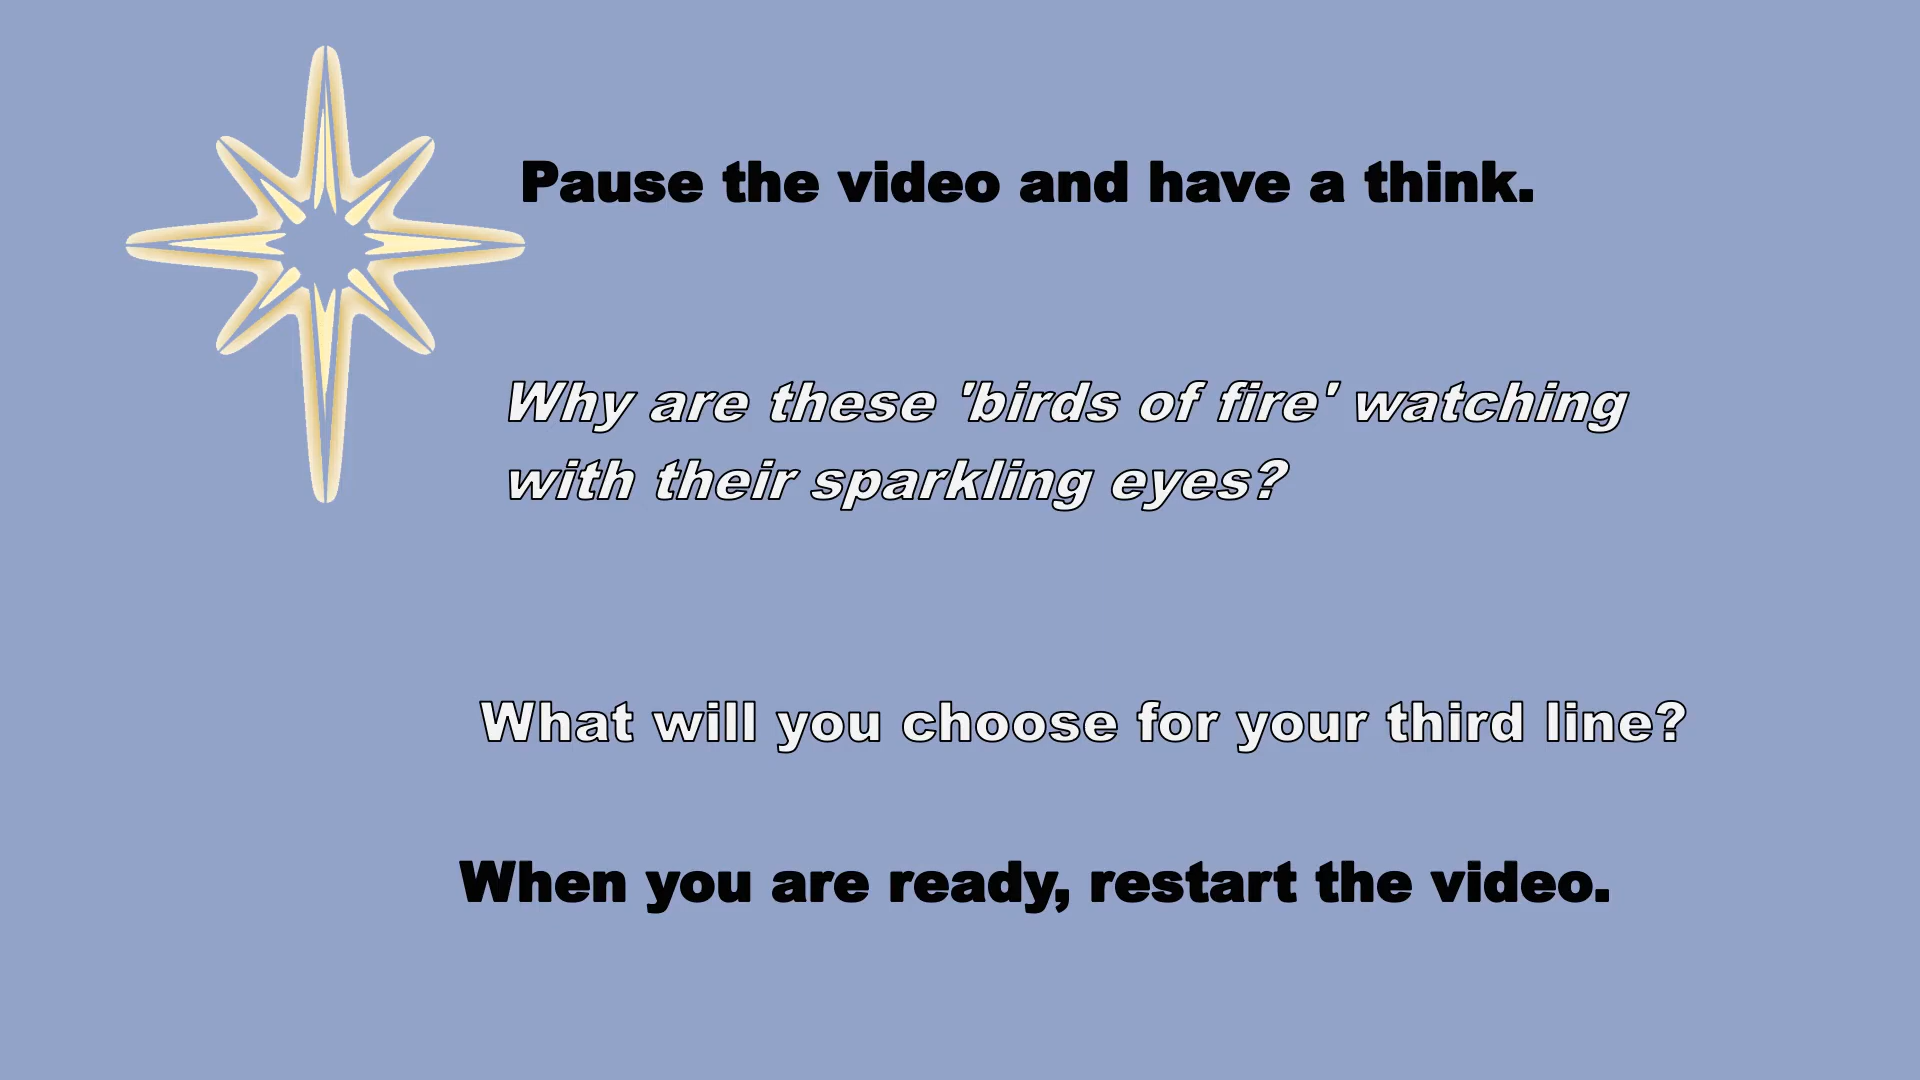 Pause the video and have a think.
Why are these 'birds of fire' watching
with their sparkling eyes?
What will you choose for your third line?
When you are ready, restart the video.